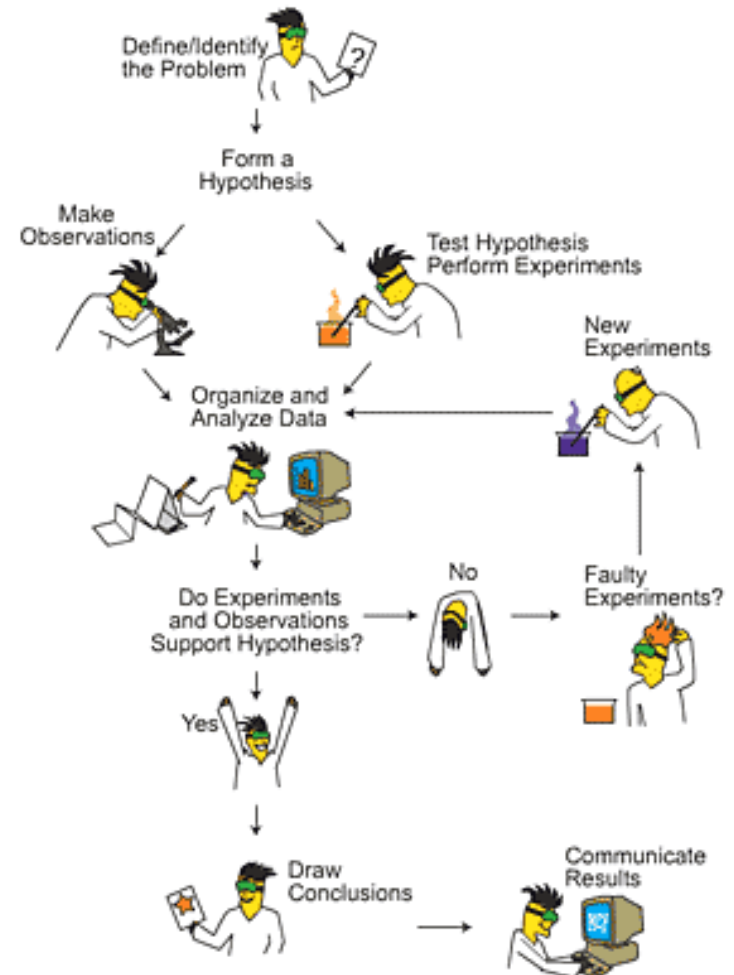 Define/Identify
the Problem
?
Form a
Hypothesis
Make
Observations
Test Hypothesis
Perform Experiments
New
Experiments
Organize and
Analyze Data
Do Experiments
and Observations
Support Hypothesis?
No
Faulty
Experiments?
Yes
Draw
Conclusions
Communicate
Results